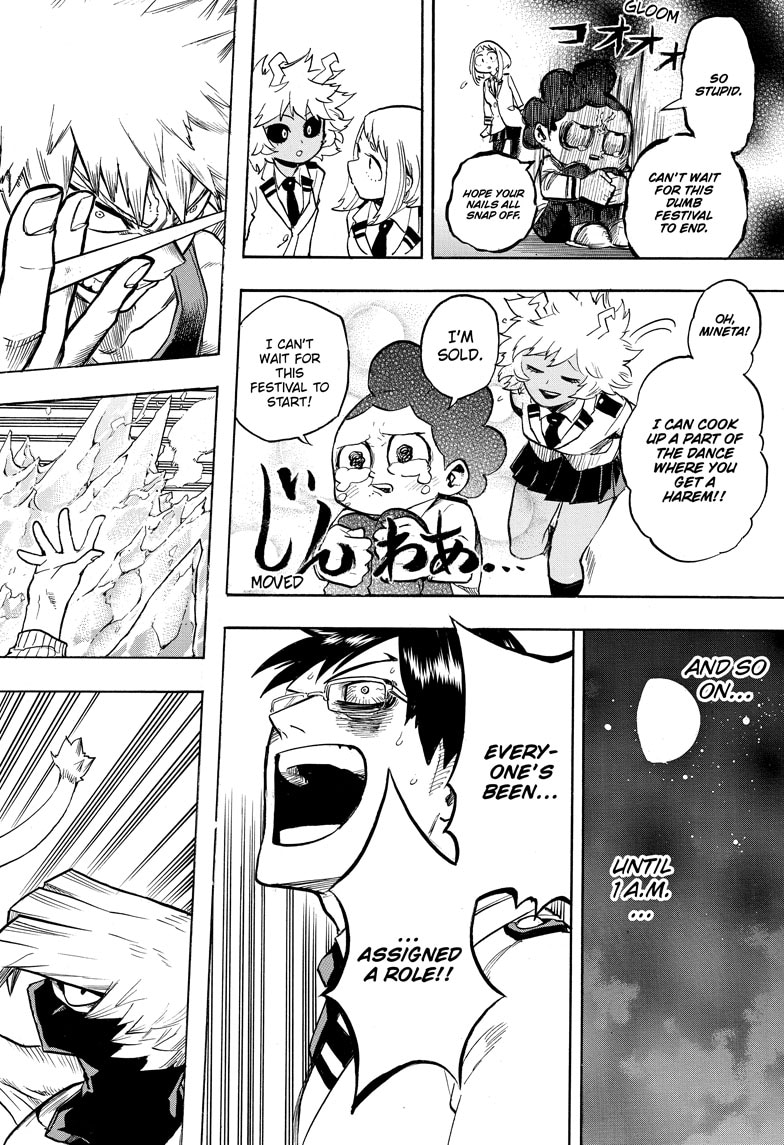 GLOOM
コオオオ
SO
STUPID.
CAN'T WAIT
FOR THIS
DUMB
FESTIVAL
TO END.
HOPE YOUR
NAILS ALL
SNAP OFF.
OH,
MINETA!
I CAN COOK
UP A PART OF
THE DANCE
WHERE YOU
GET A
HAREM!!
I'M
SOLD.
I CAN'T
WAIT FOR
THIS
FESTIVAL TO
START!
じんわあ...
MOVED
AND SO
ON...
UNTIL
1 A.M.
...
EVERY-
ONE'S
BEEN...
...
ASSIGNED
A ROLE!!